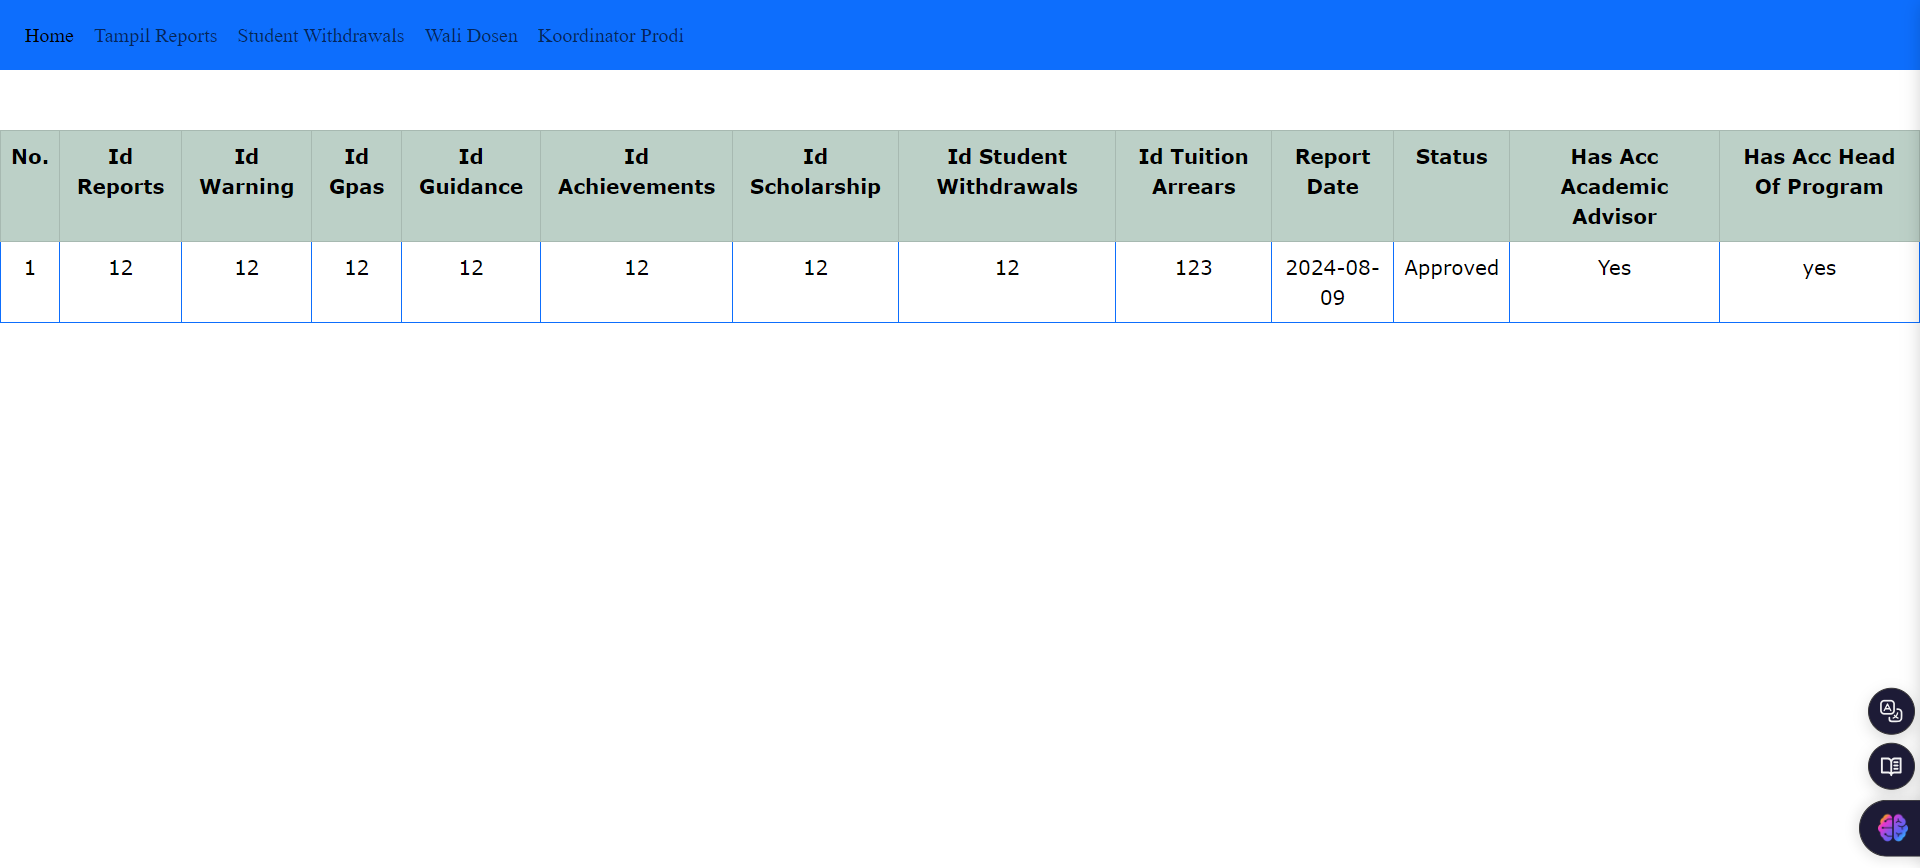 Home Tampil Reports Student Withdrawals Wali Dosen Koordinator Prodi
No. Id Reports Id Warning Id Gpas Id Guidance Id Achievements Id Scholarship Id Student Withdrawals Id Tuition Arrears Report Date Status Has Acc Academic Advisor Has Acc Head Of Program
1 12 12 12 12 12 12 12 123 2024-08-09 Approved Yes yes